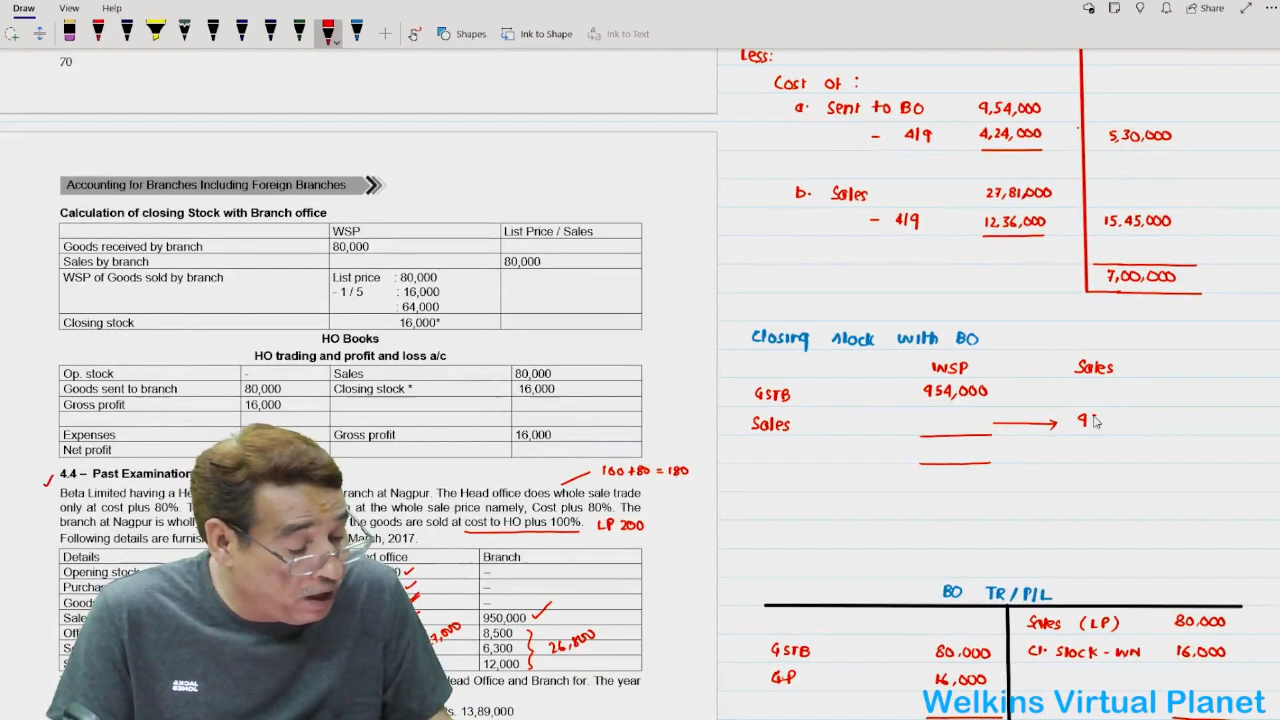 Draw View Help
Shapes Ink to Shape Ink to Text Share
70
Accounting for Branches Including Foreign Branches
Calculation of closing Stock with Branch office
WSP List Price / Sales
Goods received by branch 80,000
Sales by branch 80,000
WSP of Goods sold by branch List price : 80,000
- 1 / 5 : 16,000
: 64,000
Closing stock 16,000*
HO Books
HO trading and profit and loss a/c
Op. stock - Sales 80,000
Goods sent to branch 80,000 Closing stock * 16,000
Gross profit 16,000
Expenses Gross profit 16,000
Net profit
100+80 = 180
4.4 – Past Examination
Beta Limited having a He ranch at Nagpur. The Head office does whole sale trade
only at cost plus 80%. T at the whole sale price namely, Cost plus 80%. The
branch at Nagpur is wholl the goods are sold at cost to HO plus 100%. LP 200
Following details are furnis March, 2017.
Details office Branch
Opening stock –
Purcha –
Goods –
Sale 950,000
Off 8,500
6,300 26,800
12,000
Head Office and Branch for. The year
Rs. 13,89,000
Less:
Cost of :
a. Sent to BO 9,54,000
- 4/9 4,24,000 5,30,000
b. Sales 27,81,000
- 4/9 12,36,000 15,45,000
7,00,000
Closing stock with BO
WSP Sales
GSTB 954,000
Sales → 9
BO TR/P/L
Sales (LP) 80,000
GSTB 80,000 Cl. Stock - WN 16,000
GP 16,000
Welkins Virtual Planet